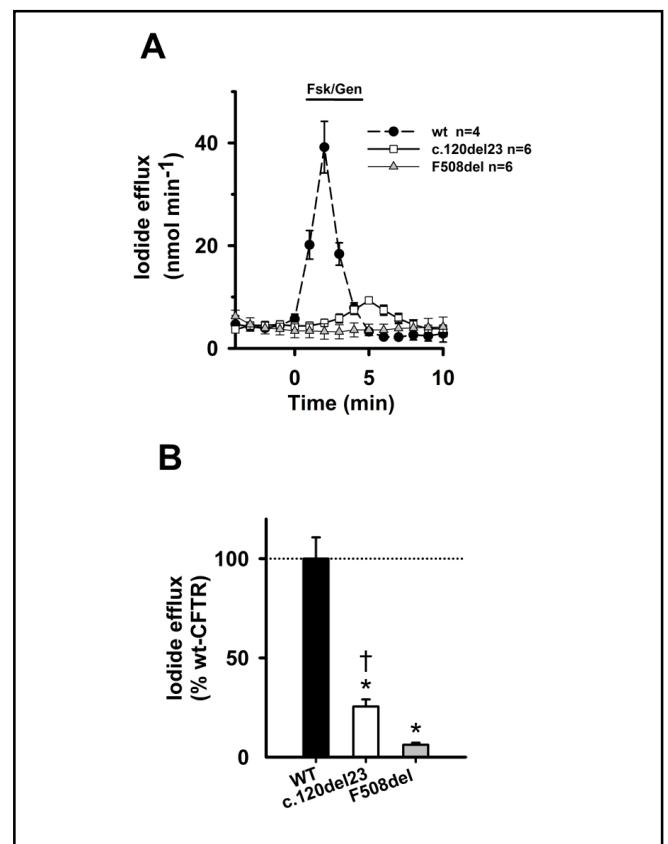 A
Fsk/Gen
wt n=4
c.120del23 n=6
F508del n=6
Iodide efflux
(nmol min-1)
40
20
0
0 5 10
Time (min)
B
Iodide efflux
(% wt-CFTR)
100
50
0
†
*
*
WT
c.120del23
F508del